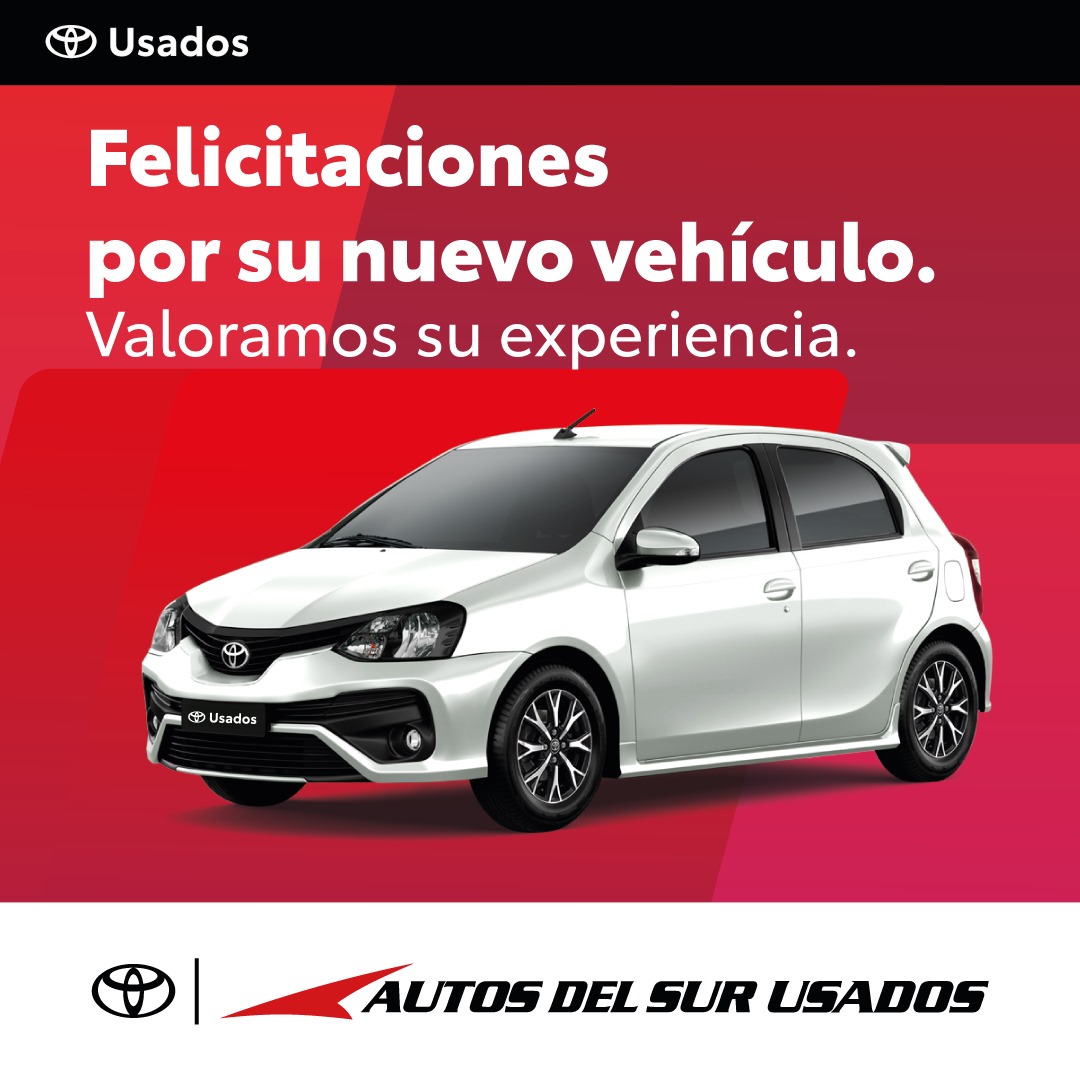 Usados
Felicitaciones
por su nuevo vehículo.
Valoramos su experiencia.
Usados
AUTOS DEL SUR USADOS